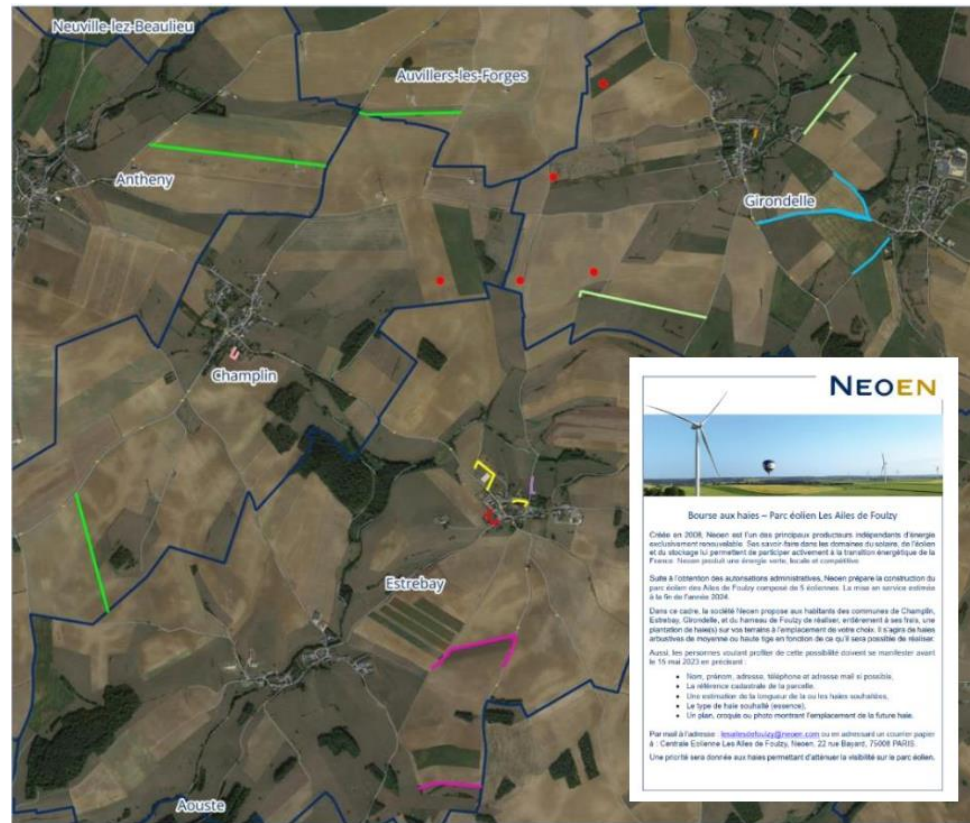 Neuville-lez-Beaulieu
Auvillers-les-Forges
Antheny
Girondelle
Champlin
Estrebay
Aouste
NEOEN
Bourse aux haies – Parc éolien Les Ailes de Foulzy
Créée en 2008, Neoen est l'un des principaux producteurs indépendants d'énergie
exclusivement renouvelable. Ses savoir-faire dans les domaines du solaire, de l'éolien
et du stockage lui permettent de participer activement à la transition énergétique de la
France. Neoen produit une énergie verte, locale et compétitive
Suite à l'obtention des autorisations administratives, Neoen prépare la construction du
parc éolien des Ailes de Foulzy composé de 5 éoliennes. La mise en service estimée
à la fin de l'année 2024.
Dans ce cadre, la société Neoen propose aux habitants des communes de Champlin,
Estrebay, Girondelle, et du hameau de Foulzy de réaliser, entièrement à ses frais, une
plantation de haie(s) sur vos terrains à l'emplacement de votre choix. Il s'agira de haies
arbustives de moyenne ou haute tige en fonction de ce qu'il sera possible de réaliser.
Aussi, les personnes voulant profiter de cette possibilité doivent se manifester avant
le 15 mai 2023 en précisant :
• Nom, prénom, adresse, téléphone et adresse mail si possible,
• La référence cadastrale de la parcelle,
• Une estimation de la longueur de la ou les haies souhaitées,
• Le type de haie souhaité (essence),
• Un plan, croquis ou photo montrant l'emplacement de la future haie.
Par mail à l'adresse : lesailesdefoulzy@neoen.com ou en adressant un courrier papier
à : Centrale Eolienne Les Ailes de Foulzy, Neoen, 22 rue Bayard, 75008 PARIS.
Une priorité sera donnée aux haies permettant d'atténuer la visibilité sur le parc éolien.